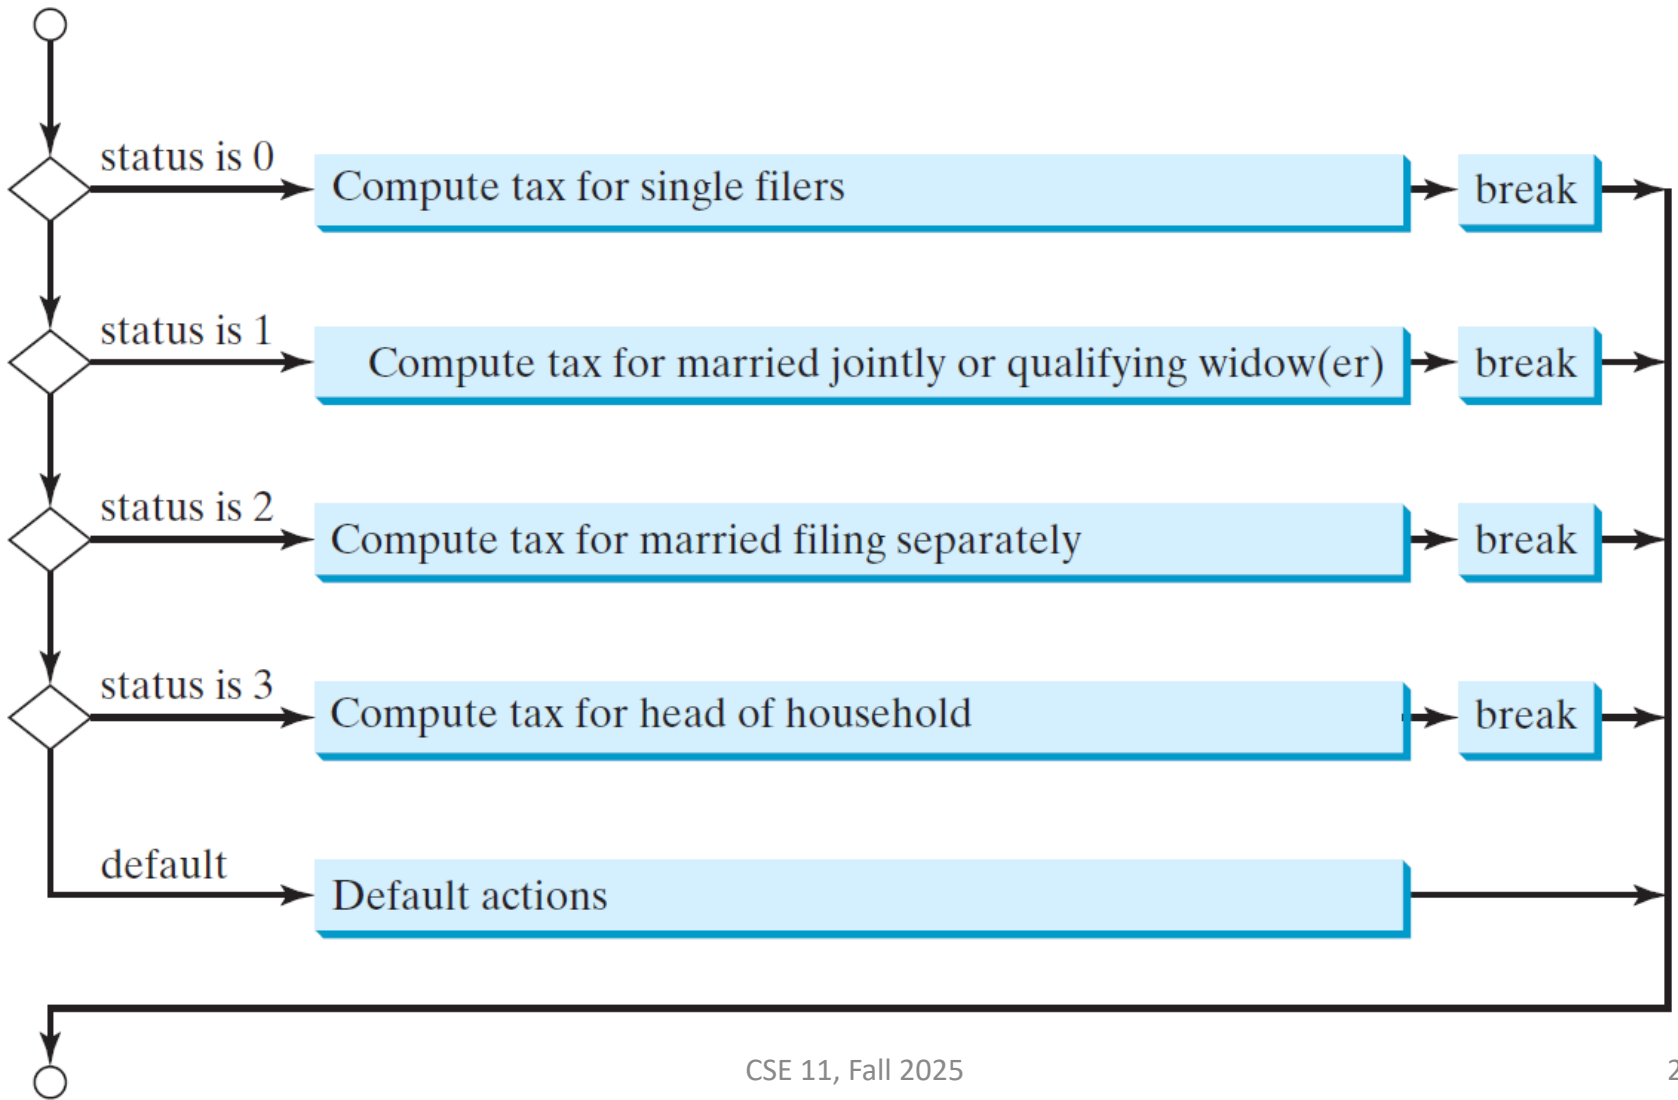 status is 0
Compute tax for single filers
break
status is 1
Compute tax for married jointly or qualifying widow(er)
break
status is 2
Compute tax for married filing separately
break
status is 3
Compute tax for head of household
break
default
Default actions
CSE 11, Fall 2025
2